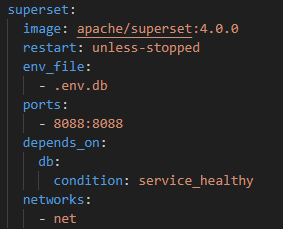 superset:
  image: apache/superset:4.0.0
  restart: unless-stopped
  env_file:
    - .env.db
  ports:
    - 8088:8088
  depends_on:
    db:
      condition: service_healthy
  networks:
    - net